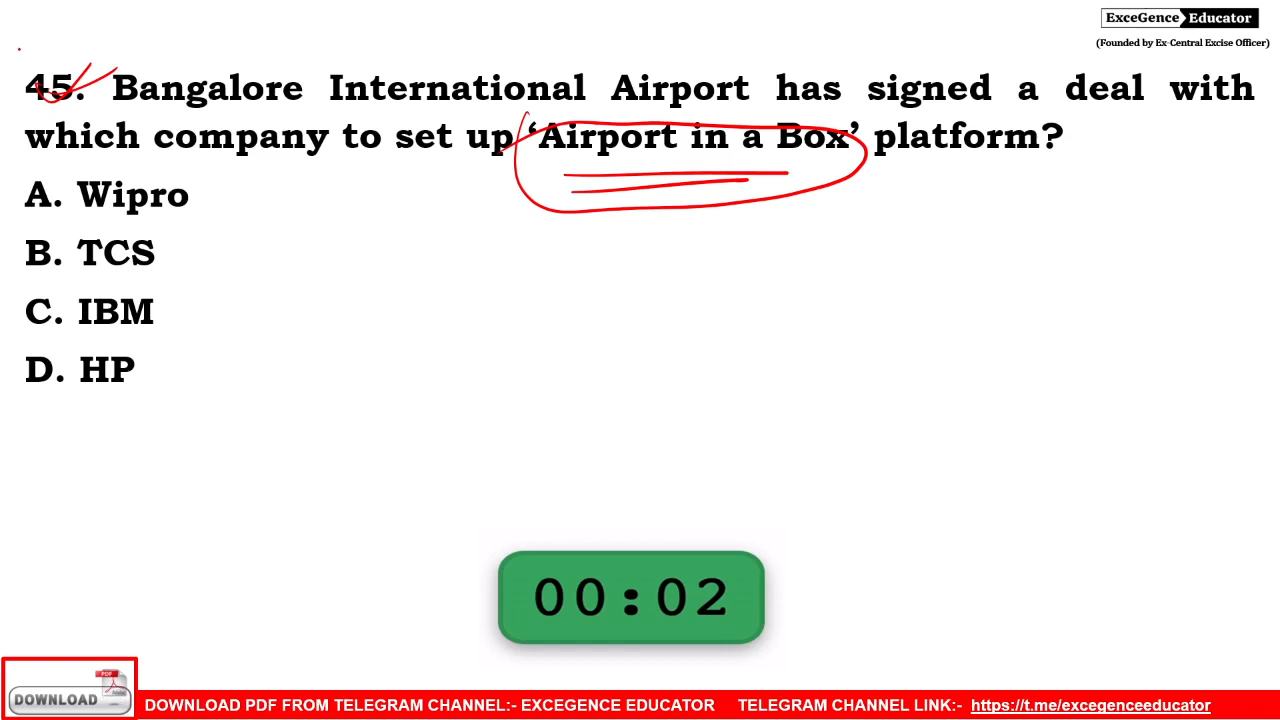 ExceGence Educator
(Founded by Ex-Central Excise Officer)
45. Bangalore International Airport has signed a deal with
which company to set up ‘Airport in a Box’ platform?
A. Wipro
B. TCS
C. IBM
D. HP
00:02
PDF
Adobe
DOWNLOAD
DOWNLOAD PDF FROM TELEGRAM CHANNEL:- EXCEGENCE EDUCATOR TELEGRAM CHANNEL LINK:- https://t.me/excegenceeducator